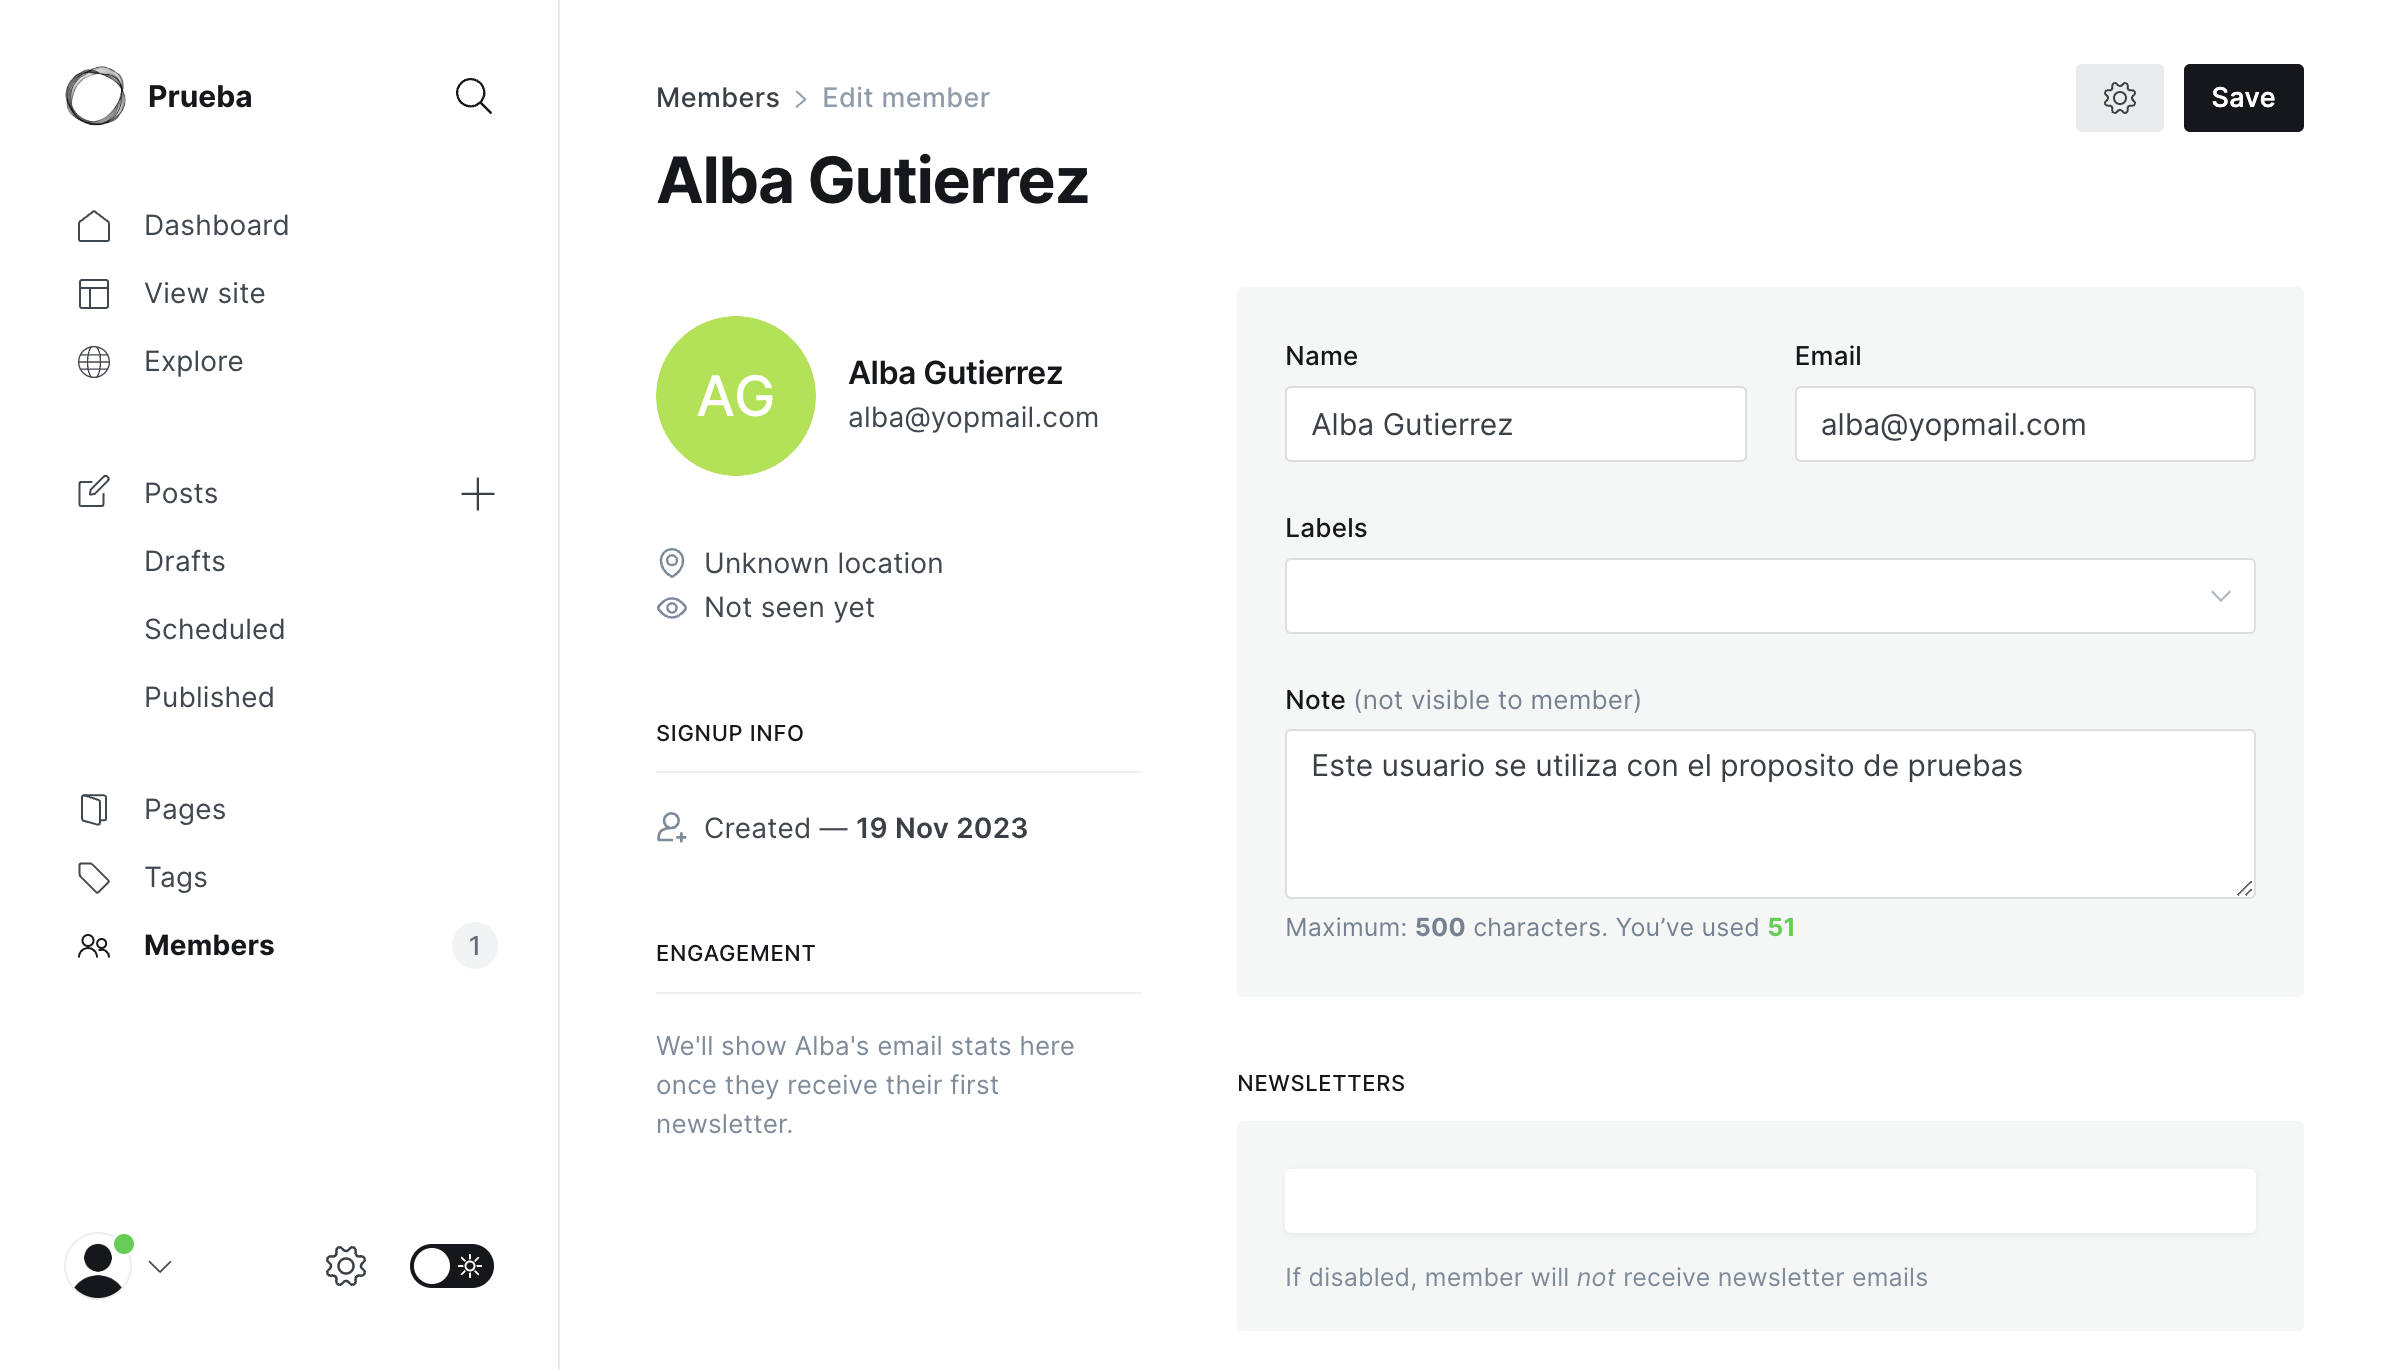 Prueba
Dashboard
View site
Explore
Posts
Drafts
Scheduled
Published
Pages
Tags
Members
1
Members > Edit member
Save
Alba Gutierrez
AG
Alba Gutierrez
alba@yopmail.com
Unknown location
Not seen yet
SIGNUP INFO
Created — 19 Nov 2023
ENGAGEMENT
We'll show Alba's email stats here
once they receive their first
newsletter.
Name
Alba Gutierrez
Email
alba@yopmail.com
Labels
Note (not visible to member)
Este usuario se utiliza con el proposito de pruebas
Maximum: 500 characters. You’ve used 51
NEWSLETTERS
If disabled, member will not receive newsletter emails